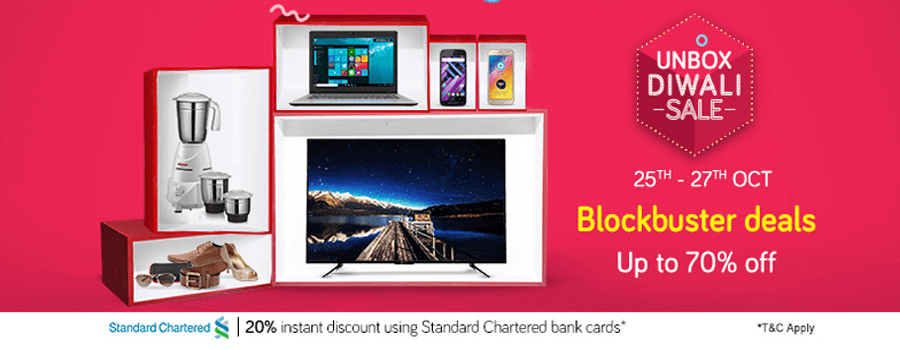 UNBOX
DIWALI
SALE
25TH - 27TH OCT
Blockbuster deals
Up to 70% off
Standard Chartered | 20% instant discount using Standard Chartered bank cards*
*T&C Apply